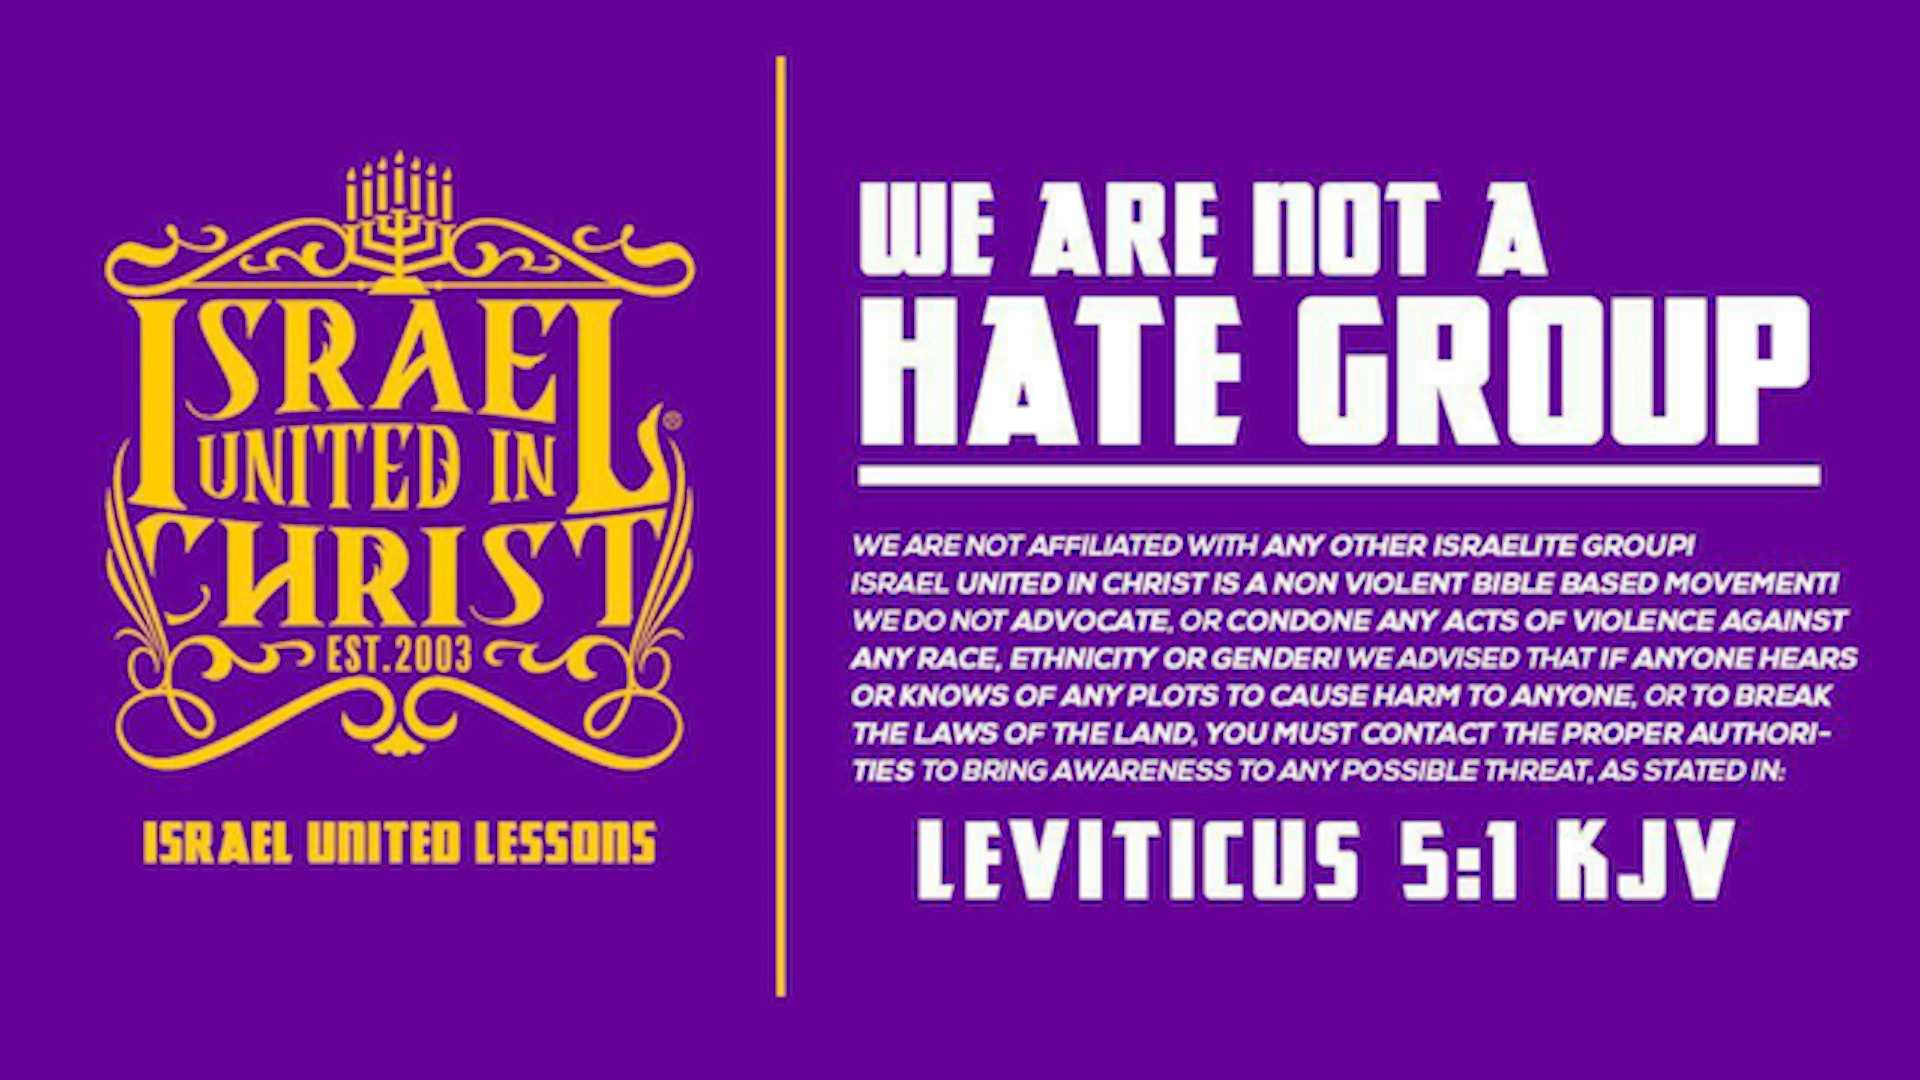 ISRAEL
UNITED IN
CHRIST
EST.2003
ISRAEL UNITED LESSONS
WE ARE NOT A
HATE GROUP
WE ARE NOT AFFILIATED WITH ANY OTHER ISRAELITE GROUP!
ISRAEL UNITED IN CHRIST IS A NON VIOLENT BIBLE BASED MOVEMENT!
WE DO NOT ADVOCATE, OR CONDONE ANY ACTS OF VIOLENCE AGAINST
ANY RACE, ETHNICITY OR GENDER! WE ADVISED THAT IF ANYONE HEARS
OR KNOWS OF ANY PLOTS TO CAUSE HARM TO ANYONE, OR TO BREAK
THE LAWS OF THE LAND, YOU MUST CONTACT THE PROPER AUTHORI-
TIES TO BRING AWARENESS TO ANY POSSIBLE THREAT, AS STATED IN:
LEVITICUS 5:1 KJV